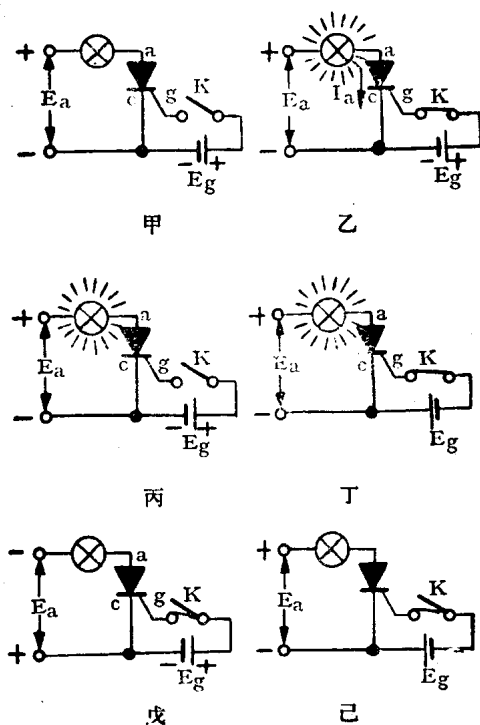 + a
Ea c g K
− − +
Eg
甲
+ a
Ea Ia c g K
− − +
Eg
乙
+ a
Ea c g K
− − +
Eg
丙
+ a
Ea c g K
−
Eg
丁
− a
Ea c g K
+ − +
Eg
戊
+
Ea K
−
Eg
己